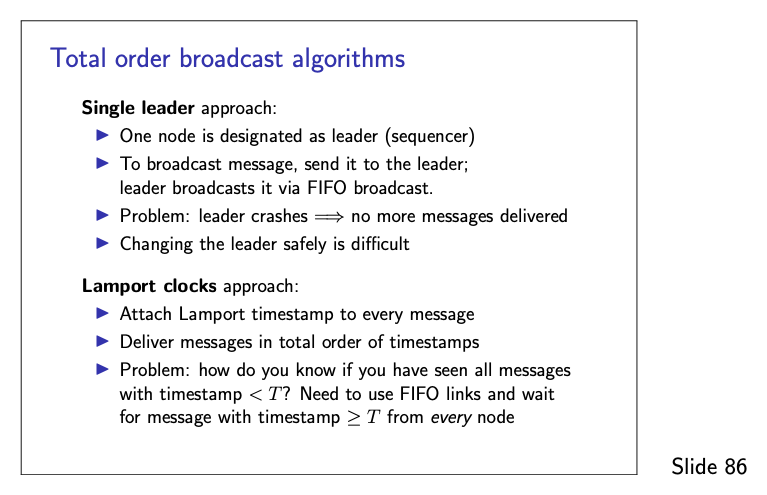 Total order broadcast algorithms
Single leader approach:
▶ One node is designated as leader (sequencer)
▶ To broadcast message, send it to the leader;
leader broadcasts it via FIFO broadcast.
▶ Problem: leader crashes ⟹ no more messages delivered
▶ Changing the leader safely is difficult
Lamport clocks approach:
▶ Attach Lamport timestamp to every message
▶ Deliver messages in total order of timestamps
▶ Problem: how do you know if you have seen all messages
with timestamp < T? Need to use FIFO links and wait
for message with timestamp ≥ T from every node
Slide 86